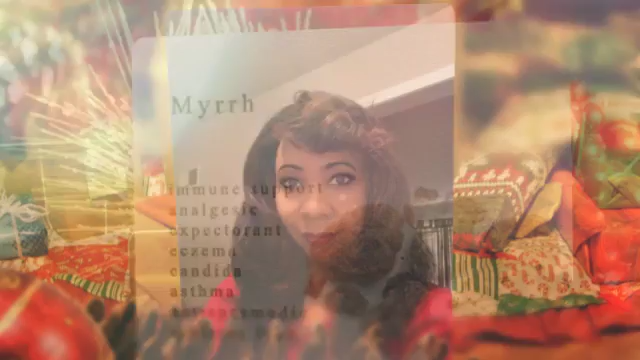 Myrrh
immune support
analgesic
expectorant
eczema
candida
asthma